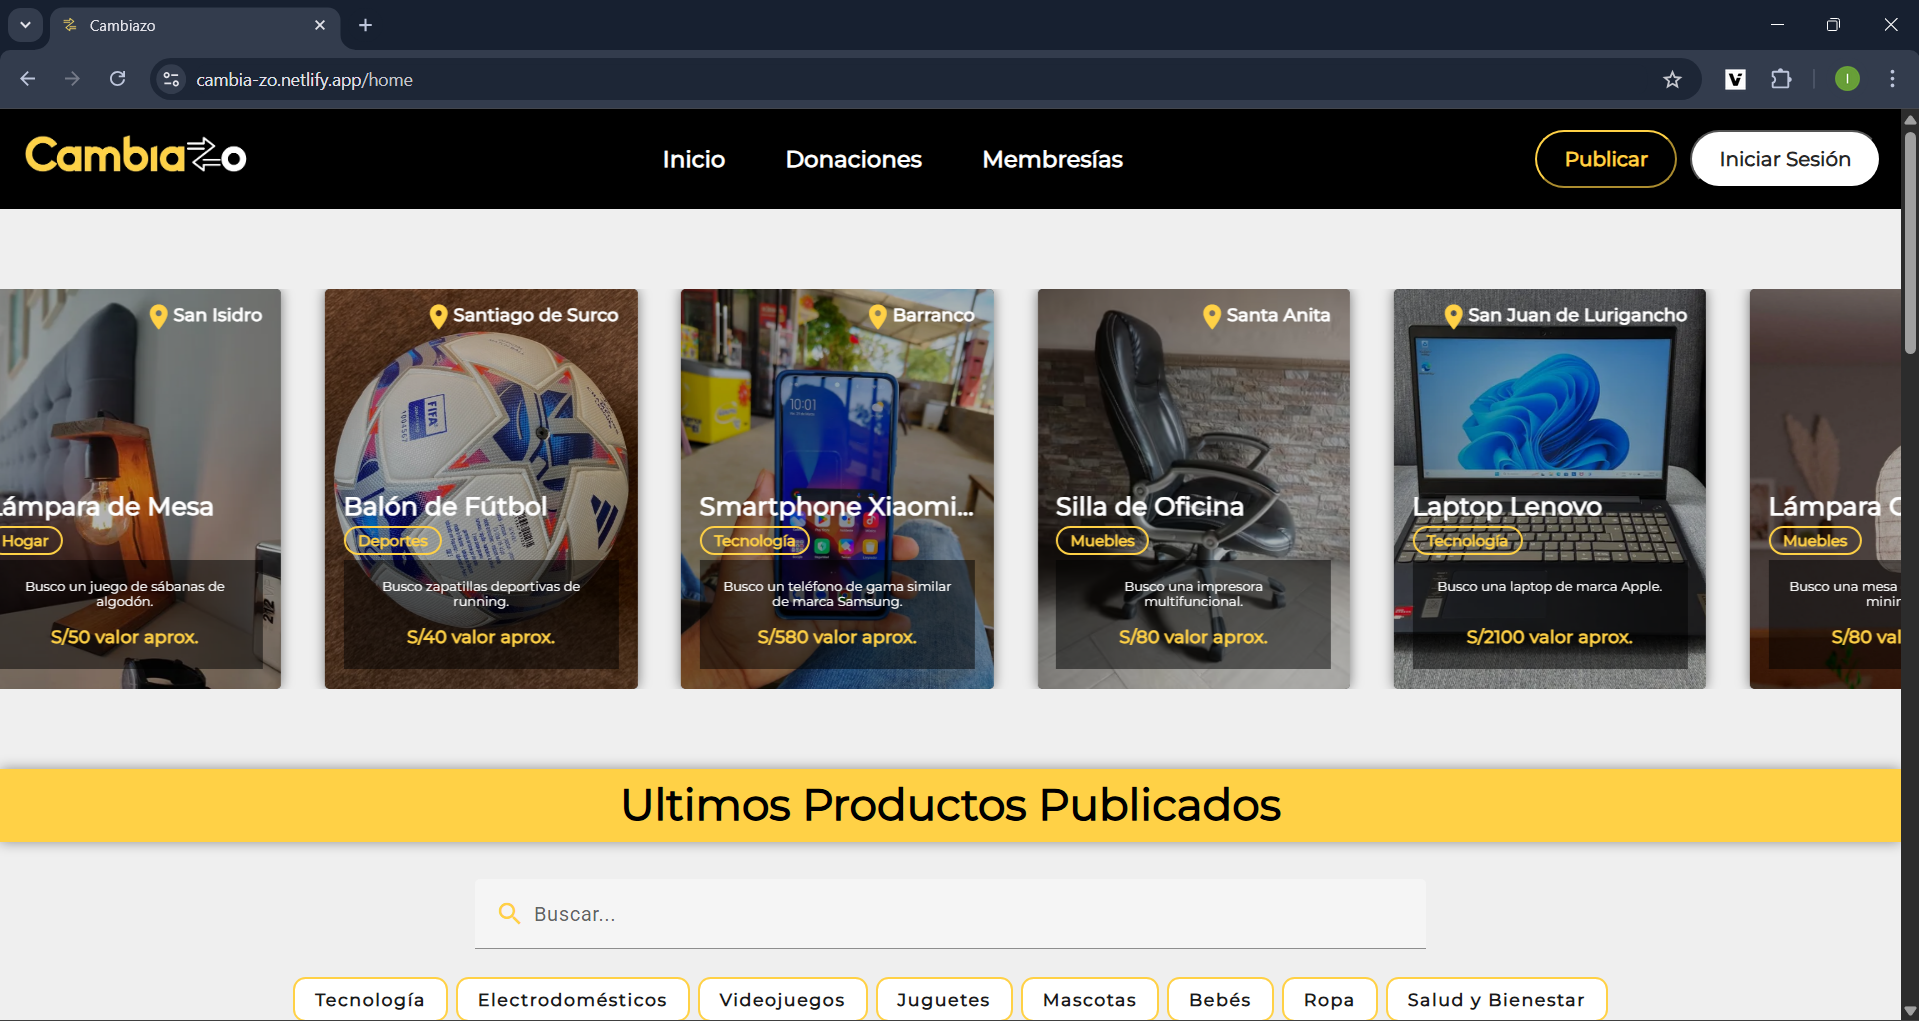 Cambiazo
cambia-zo.netlify.app/home
Cambiazo
Inicio
Donaciones
Membresías
Publicar
Iniciar Sesión
San Isidro
ámpara de Mesa
Hogar
Busco un juego de sábanas de
algodón.
S/50 valor aprox.
Santiago de Surco
FIFA
Balón de Fútbol
Deportes
Busco zapatillas deportivas de
running.
S/40 valor aprox.
Barranco
10:01
Smartphone Xiaomi...
Tecnología
Busco un teléfono de gama similar
de marca Samsung.
S/580 valor aprox.
Santa Anita
Silla de Oficina
Muebles
Busco una impresora
multifuncional.
S/80 valor aprox.
San Juan de Lurigancho
Laptop Lenovo
Tecnología
Busco una laptop de marca Apple.
S/2100 valor aprox.
Lámpara
Muebles
Busco una mesa
S/80 val
Ultimos Productos Publicados
Buscar...
Tecnología
Electrodomésticos
Videojuegos
Juguetes
Mascotas
Bebés
Ropa
Salud y Bienestar